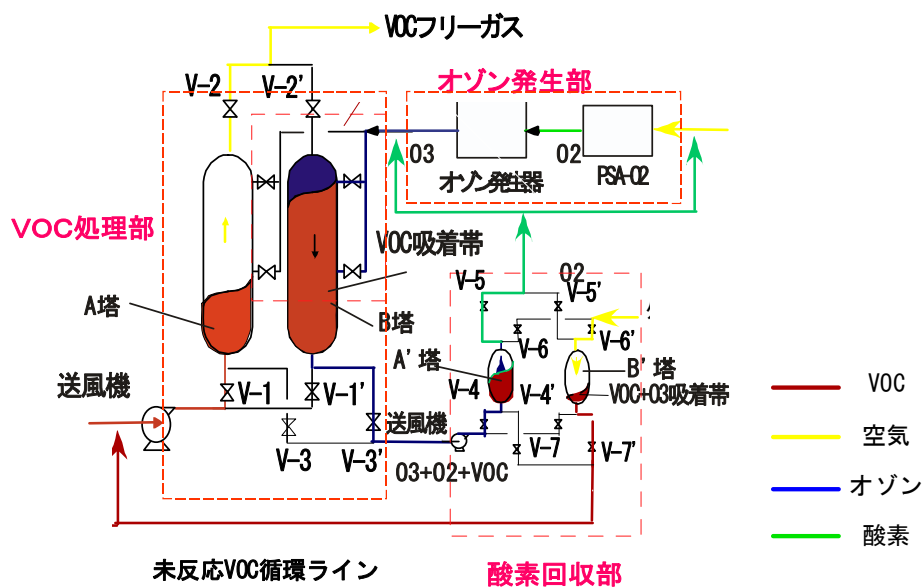 VOCフリーガス
V-2
V-2'
オゾン発生部
O3
オゾン発生器
O2
PSA-O2
VOC処理部
VOC吸着帯
A塔
B塔
V-5
O2
V-5'
V-6
V-6'
A'塔
B'塔
V-4
V-4'
VOC+O3吸着帯
送風機
V-1
V-1'
送風機
V-3
V-3'
V-7
V-7'
O3+O2+VOC
VOC
空気
オゾン
酸素
未反応VOC循環ライン
酸素回収部